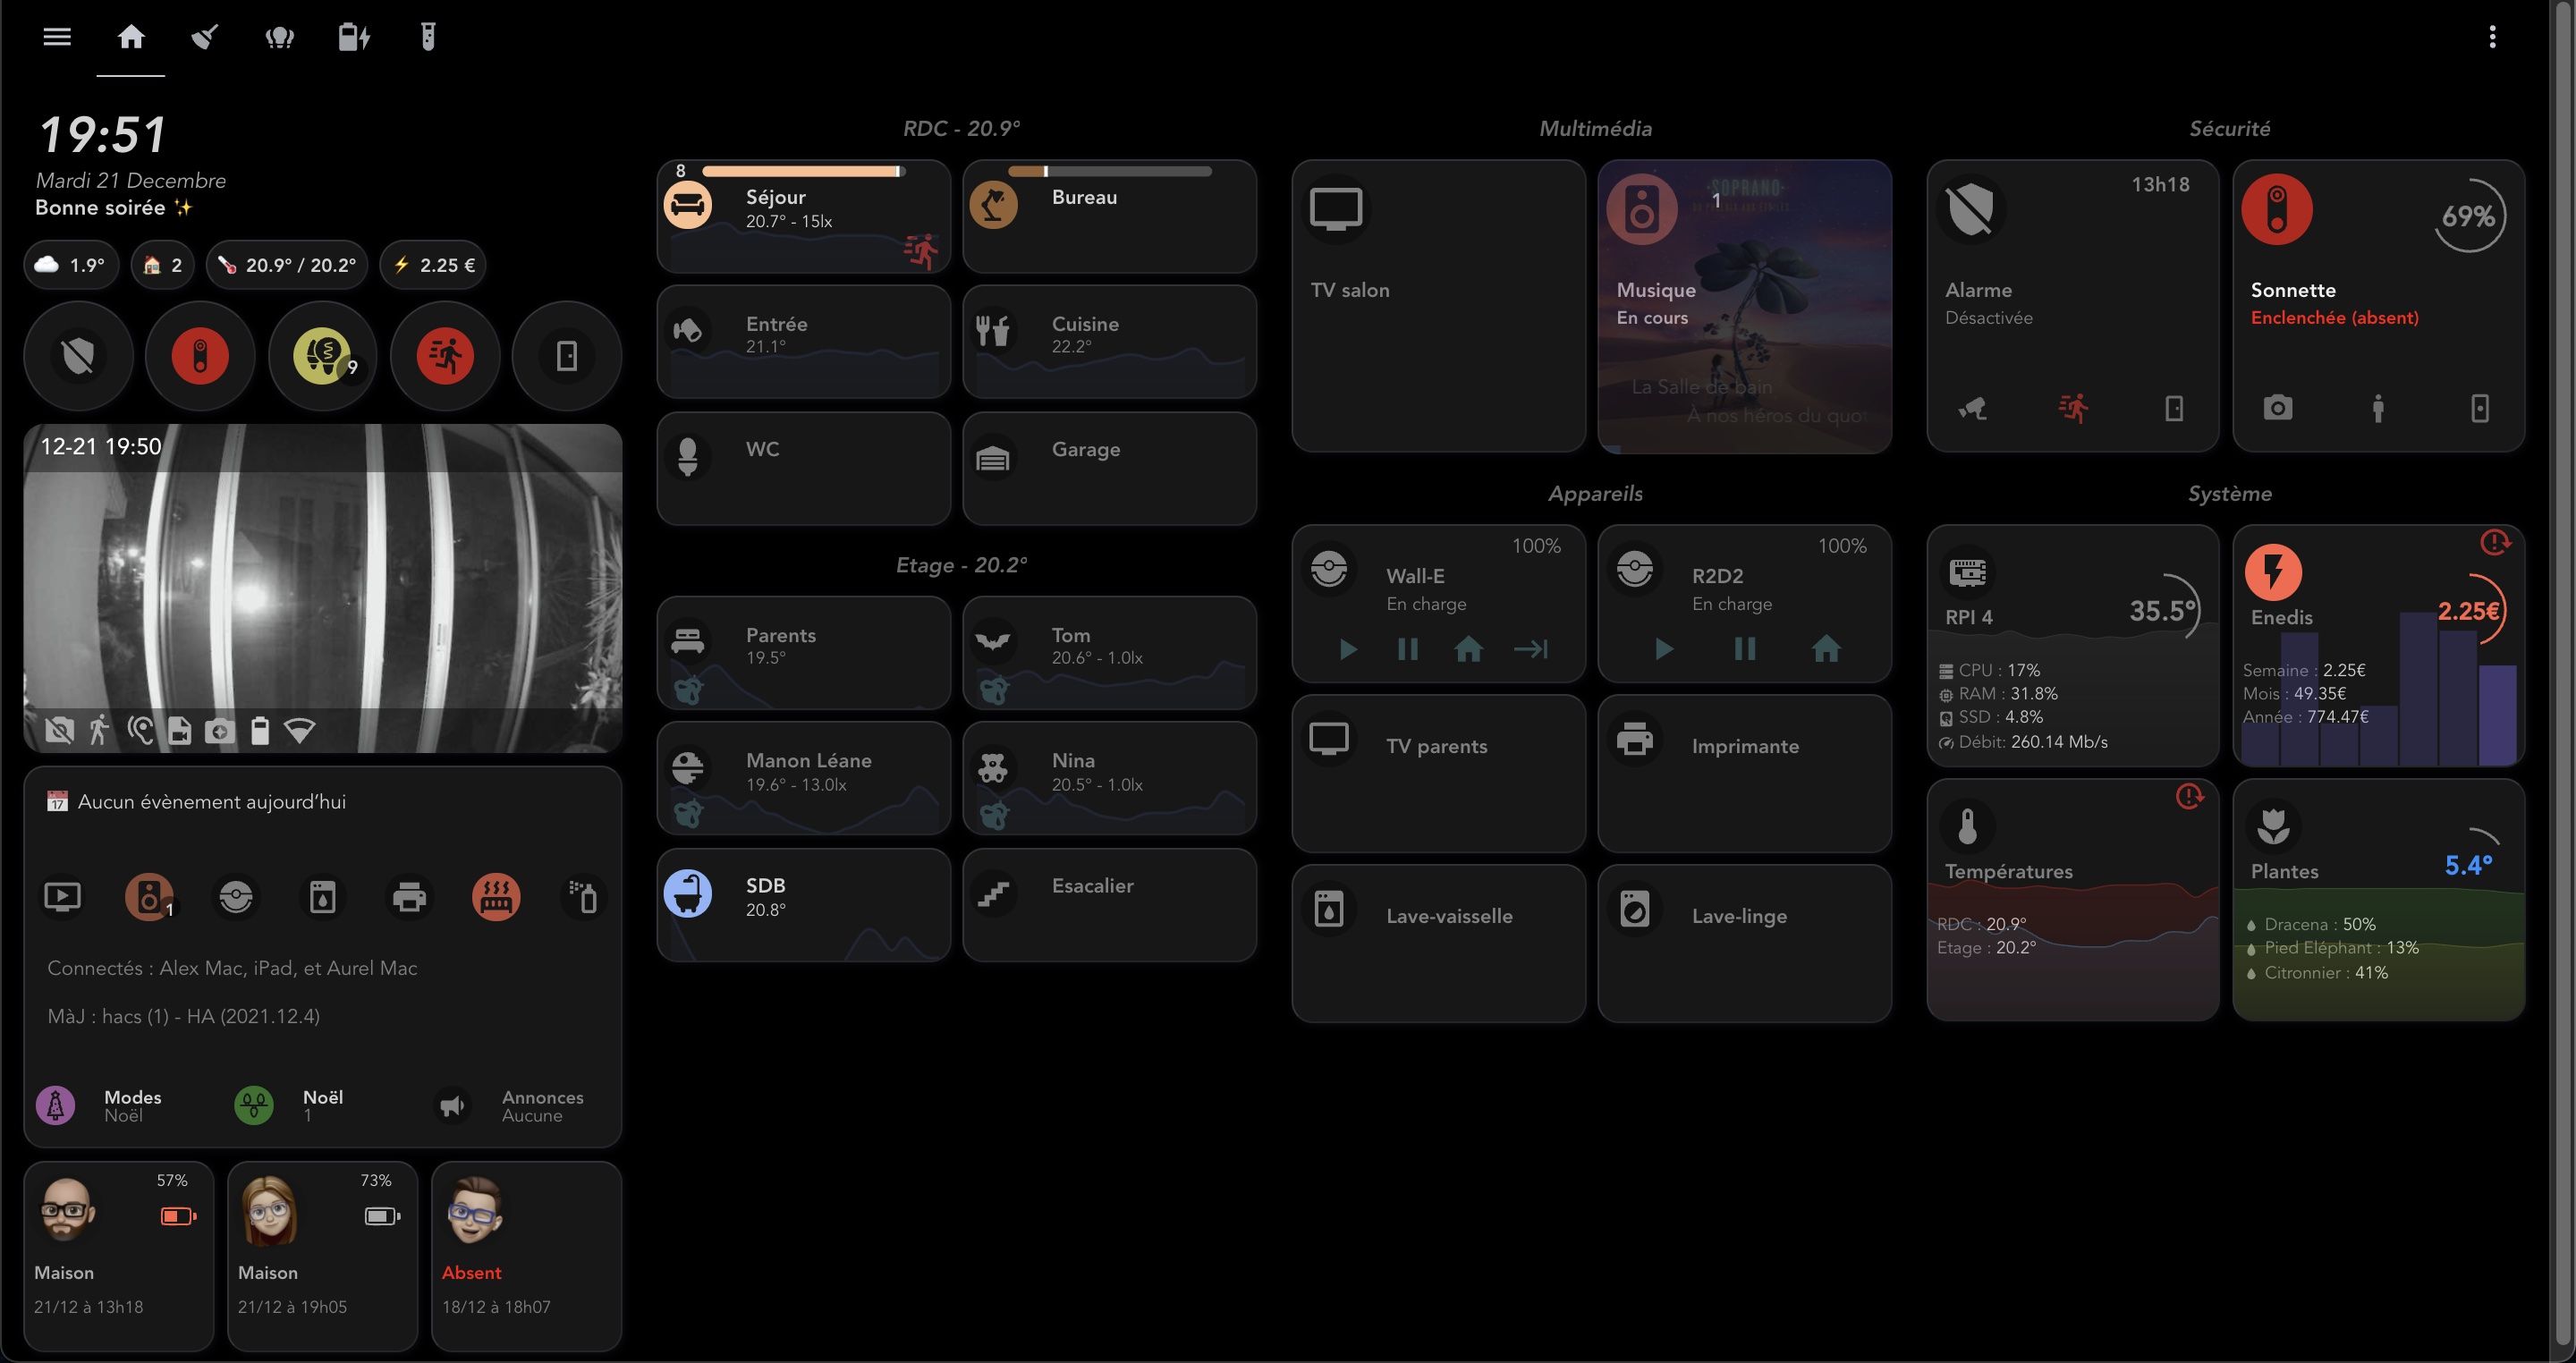 19:51
Mardi 21 Decembre
Bonne soirée ✨
1.9°
2
20.9° / 20.2°
2.25 €
9
12-21 19:50
17
Aucun évènement aujourd'hui
1
Connectés : Alex Mac, iPad, et Aurel Mac
MàJ : hacs (1) - HA (2021.12.4)
Modes
Noël
Noël
1
Annonces
Aucune
57%
Maison
21/12 à 13h18
73%
Maison
21/12 à 19h05
Absent
18/12 à 18h07
RDC - 20.9°
8
Séjour
20.7° - 15lx
Bureau
Entrée
21.1°
Cuisine
22.2°
WC
Garage
Etage - 20.2°
Parents
19.5°
Tom
20.6° - 1.0lx
Manon Léane
19.6° - 13.0lx
Nina
20.5° - 1.0lx
SDB
20.8°
Esacalier
Multimédia
TV salon
·SOPRANO·
1
Musique
En cours
La Salle de bain
À nos héros du quot
Appareils
100%
Wall-E
En charge
100%
R2D2
En charge
TV parents
Imprimante
Lave-vaisselle
Lave-linge
Sécurité
13h18
Alarme
Désactivée
69%
Sonnette
Enclenchée (absent)
Système
RPI 4
35.5°
CPU : 17%
RAM : 31.8%
SSD : 4.8%
Débit: 260.14 Mb/s
Enedis
2.25€
Semaine : 2.25€
Mois : 49.35€
Année : 774.47€
Températures
RDC : 20.9°
Etage : 20.2°
Plantes
5.4°
Dracena : 50%
Pied Eléphant : 13%
Citronnier : 41%